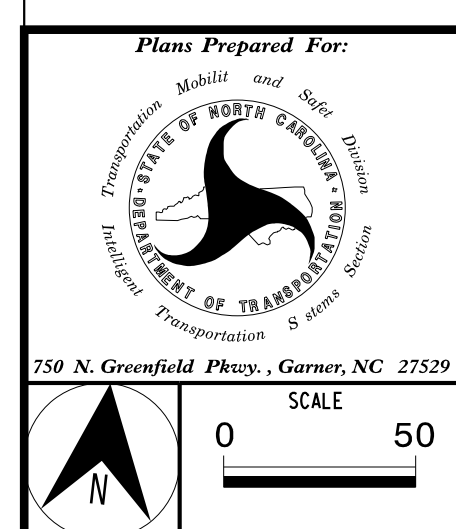 Plans Prepared For:
Transportation Mobilit and Safet Division
STATE OF NORTH CAROLINA
DEPARTMENT OF TRANSPORTATION
Intelligent Transportation S stems Section
750 N. Greenfield Pkwy. , Garner, NC 27529
N
SCALE
0 50